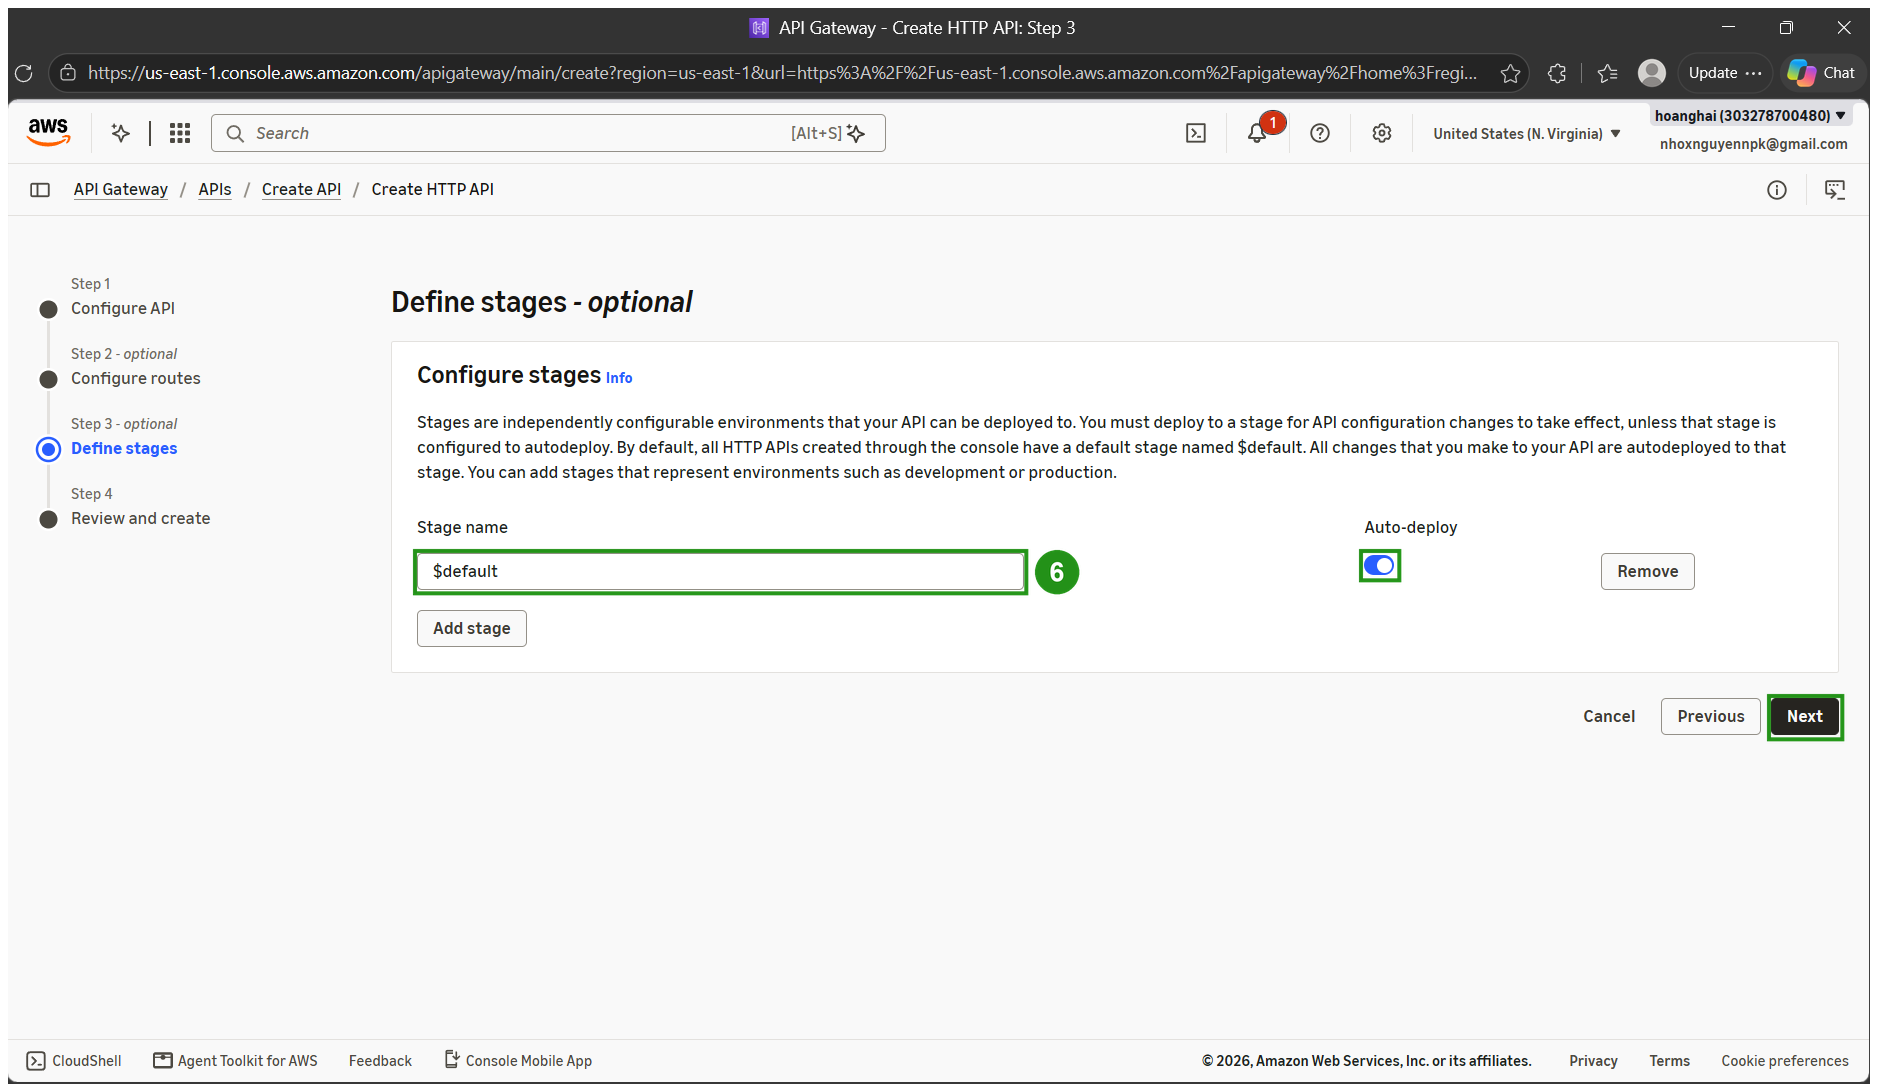 API Gateway - Create HTTP API: Step 3
https://us-east-1.console.aws.amazon.com/apigateway/main/create?region=us-east-1&url=https%3A%2F%2Fus-east-1.console.aws.amazon.com%2Fapigateway%2Fhome%3Fregi...
Update
Chat
aws
Search
[Alt+S]
1
United States (N. Virginia)
hoanghai (303278700480)
nhoxnguyennpk@gmail.com
API Gateway / APIs / Create API / Create HTTP API
Step 1
Configure API
Step 2 - optional
Configure routes
Step 3 - optional
Define stages
Step 4
Review and create
Define stages - optional
Configure stages Info
Stages are independently configurable environments that your API can be deployed to. You must deploy to a stage for API configuration changes to take effect, unless that stage is
configured to autodeploy. By default, all HTTP APIs created through the console have a default stage named $default. All changes that you make to your API are autodeployed to that
stage. You can add stages that represent environments such as development or production.
Stage name
Auto-deploy
$default
6
Remove
Add stage
Cancel
Previous
Next
CloudShell
Agent Toolkit for AWS
Feedback
Console Mobile App
© 2026, Amazon Web Services, Inc. or its affiliates.
Privacy
Terms
Cookie preferences